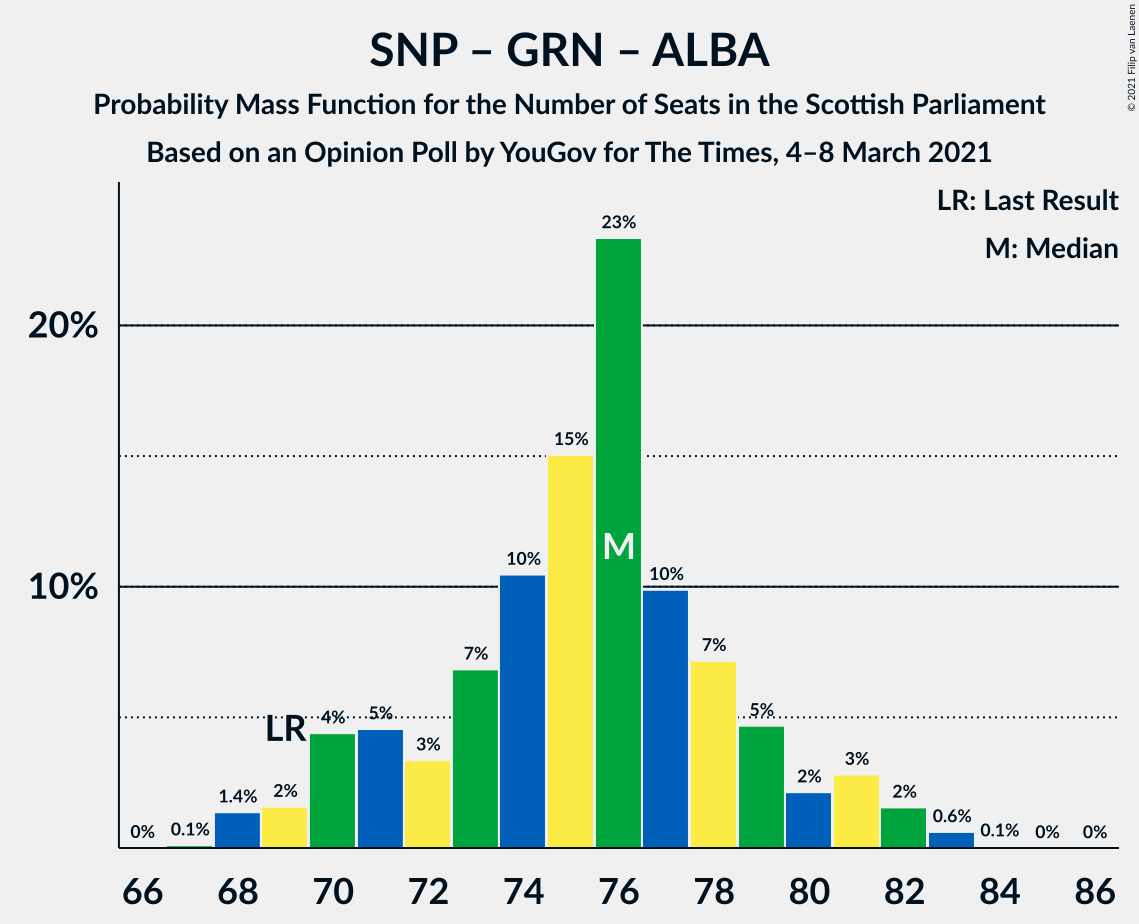 SNP – GRN – ALBA
Probability Mass Function for the Number of Seats in the Scottish Parliament
Based on an Opinion Poll by YouGov for The Times, 4–8 March 2021
© 2021 Filip van Laenen
LR: Last Result
M: Median
20%
10%
0%
0.1%
1.4%
2%
LR
4%
5%
3%
7%
10%
15%
23%
M
10%
7%
5%
2%
3%
2%
0.6%
0.1%
0%
0%
66 68 70 72 74 76 78 80 82 84 86